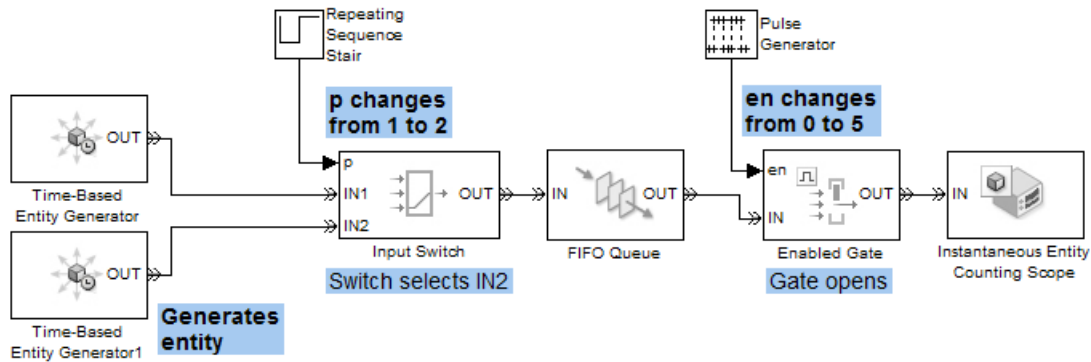 Repeating
Sequence
Stair
Pulse
Generator
p changes
from 1 to 2
en changes
from 0 to 5
OUT
Time-Based
Entity Generator
p
IN1
IN2
OUT
Input Switch
Switch selects IN2
IN
OUT
FIFO Queue
en
IN
OUT
Enabled Gate
Gate opens
IN
Instantaneous Entity
Counting Scope
OUT
Time-Based
Entity Generator1
Generates
entity